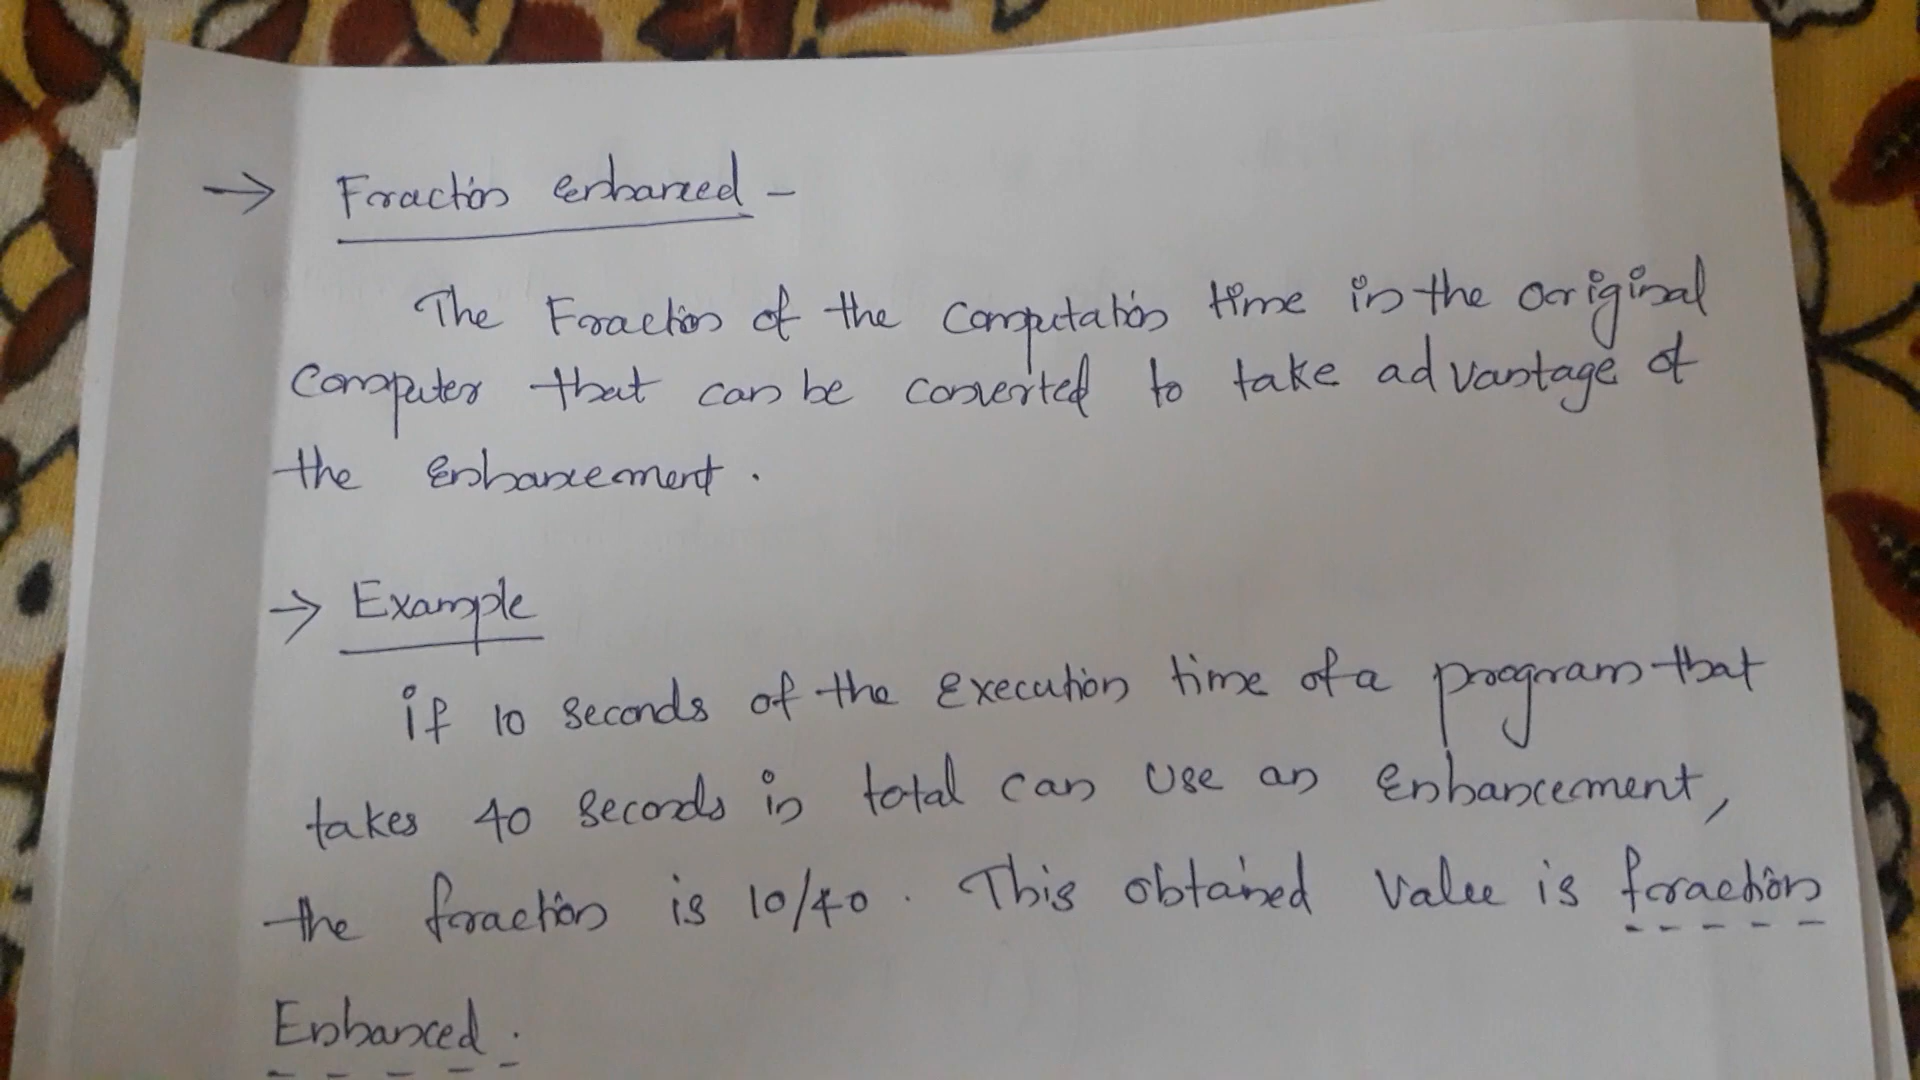 → Fraction enhanced -
The Fraction of the Computation time in the original
Computer that can be converted to take advantage of
the enhancement.
→ Example
if 10 seconds of the execution time of a program that
takes 40 seconds in total can use an enhancement,
the fraction is 10/40. This obtained value is fraction
Enhanced.